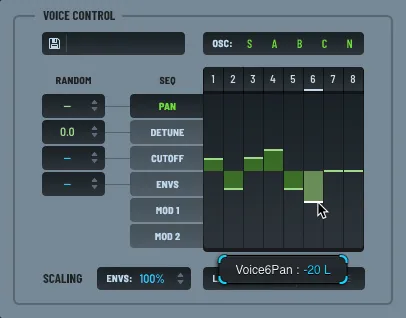 VOICE CONTROL
OSC: S A B C N
RANDOM SEQ 1 2 3 4 5 6 7 8
– PAN
0.0 DETUNE
– CUTOFF
– ENVS
MOD 1
MOD 2
Voice6Pan : -20 L
SCALING ENVS: 100% L